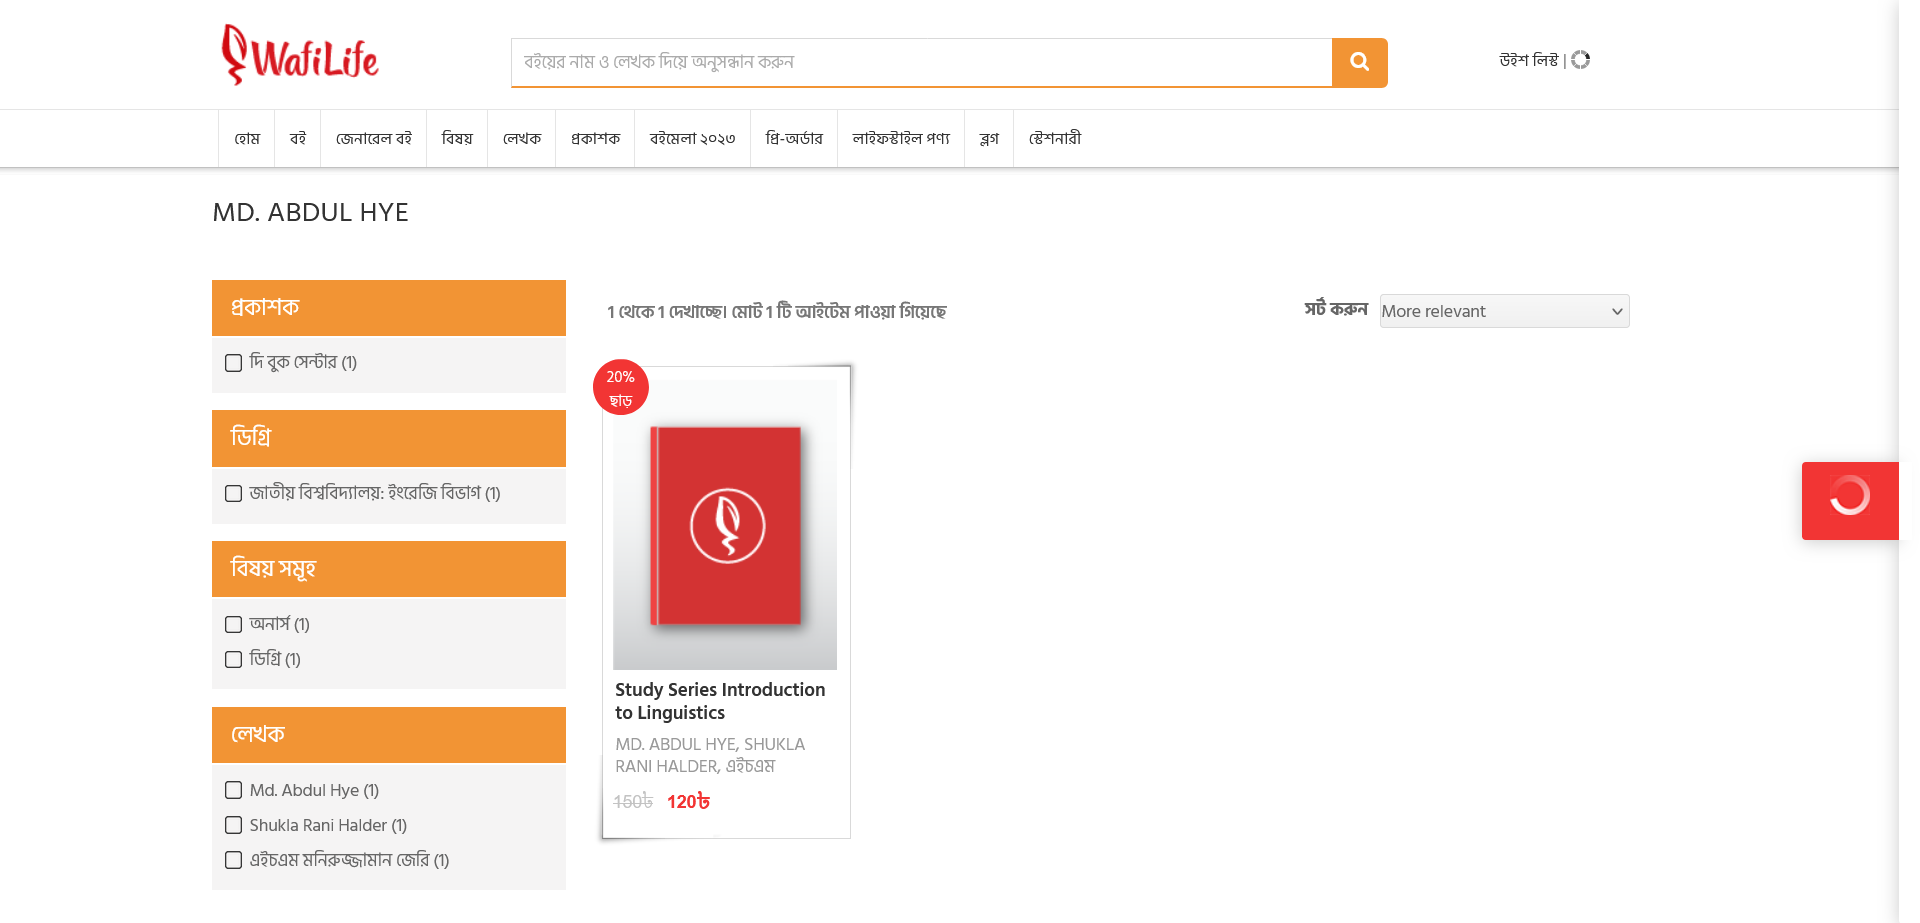 WafiLife
বইয়ের নাম ও লেখক দিয়ে অনুসন্ধান করুন
উইশ লিস্ট |
হোম বই জেনারেল বই বিষয় লেখক প্রকাশক বইমেলা ২০২৩ প্রি-অর্ডার লাইফস্টাইল পণ্য ব্লগ স্টেশনারী
MD. ABDUL HYE
প্রকাশক
দি বুক সেন্টার (1)
ডিগ্রি
জাতীয় বিশ্ববিদ্যালয়: ইংরেজি বিভাগ (1)
বিষয় সমূহ
অনার্স (1)
ডিগ্রি (1)
লেখক
Md. Abdul Hye (1)
Shukla Rani Halder (1)
এইচএম মনিরুজ্জামান জেরি (1)
1 থেকে 1 দেখাচ্ছে। মোট 1 টি আইটেম পাওয়া গিয়েছে
সর্ট করুন More relevant
20%
ছাড়
Study Series Introduction
to Linguistics
MD. ABDUL HYE, SHUKLA
RANI HALDER, এইচএম
150৳ 120৳